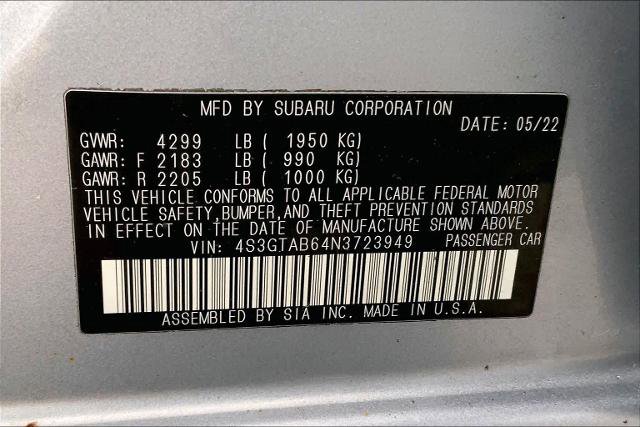 MFD BY SUBARU CORPORATION
DATE: 05/22
GVWR: 4299 LB ( 1950 KG)
GAWR: F 2183 LB ( 990 KG)
GAWR: R 2205 LB ( 1000 KG)
THIS VEHICLE CONFORMS TO ALL APPLICABLE FEDERAL MOTOR
VEHICLE SAFETY, BUMPER, AND THEFT PREVENTION STANDARDS
IN EFFECT ON THE DATE OF MANUFACTURE SHOWN ABOVE.
VIN: 4S3GTAB64N3723949 PASSENGER CAR
ASSEMBLED BY SIA INC. MADE IN U.S.A.